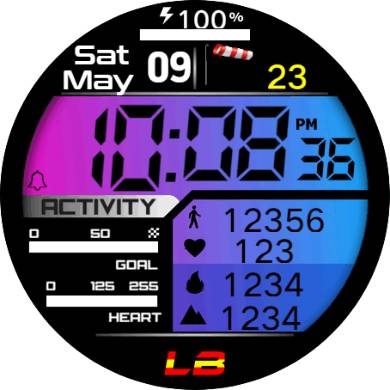 100%
Sat 09
May 23
10:08 PM 36
ACTIVITY
0 50
GOAL
0 125 255
HEART
12356
123
1234
1234
LB